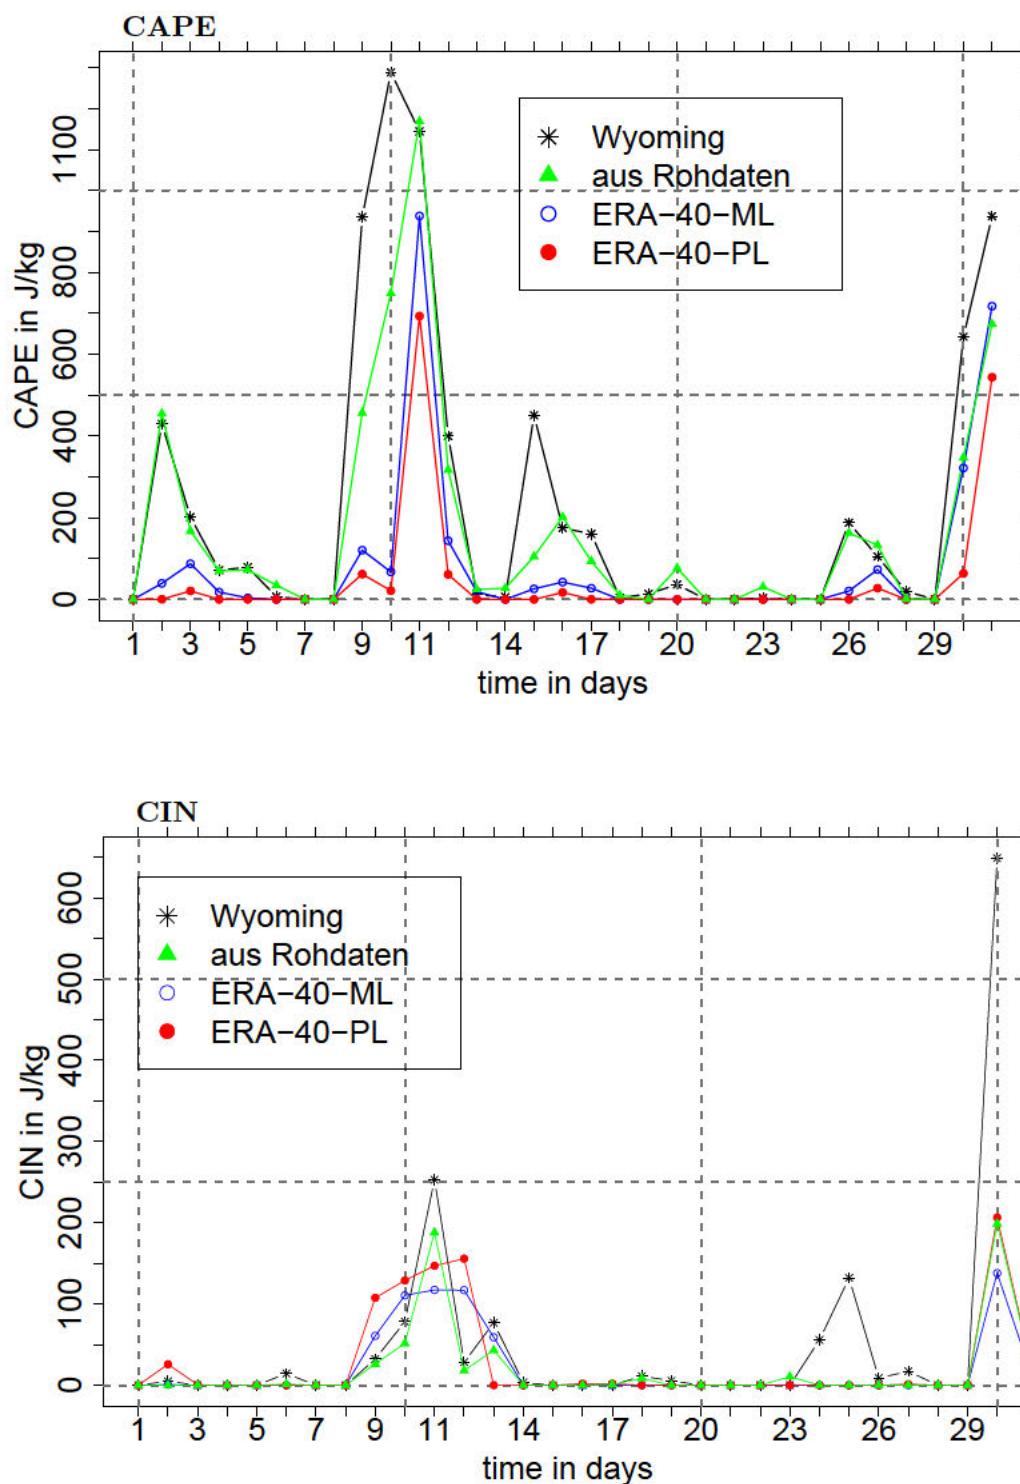 CAPE
CAPE in J/kg
0
200
400
600
800
1100
Wyoming
aus Rohdaten
ERA−40−ML
ERA−40−PL
1 3 5 7 9 11 14 17 20 23 26 29
time in days
CIN
CIN in J/kg
0
100
200
300
400
500
600
Wyoming
aus Rohdaten
ERA−40−ML
ERA−40−PL
1 3 5 7 9 11 14 17 20 23 26 29
time in days